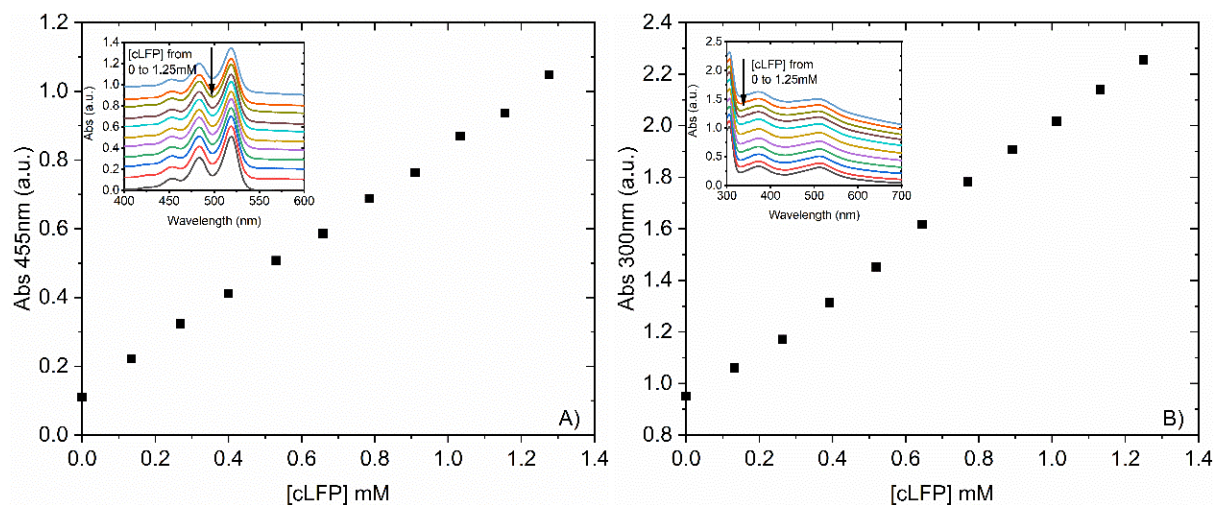 1.2
1.0
0.8
0.6
0.4
0.2
0.0
Abs 455nm (a.u.)
0.0 0.2 0.4 0.6 0.8 1.0 1.2 1.4
[cLFP] mM
A)
1.4
1.2
1.0
0.8
0.6
0.4
0.2
0.0
Abs (a.u.)
[cLFP] from
0 to 1.25mM
400 450 500 550 600
Wavelength (nm)
2.4
2.2
2.0
1.8
1.6
1.4
1.2
1.0
0.8
Abs 300nm (a.u.)
0.0 0.2 0.4 0.6 0.8 1.0 1.2 1.4
[cLFP] mM
B)
2.5
2.0
1.5
1.0
0.5
0.0
Abs (a.u.)
[cLFP] from
0 to 1.25mM
300 400 500 600 700
Wavelength (nm)